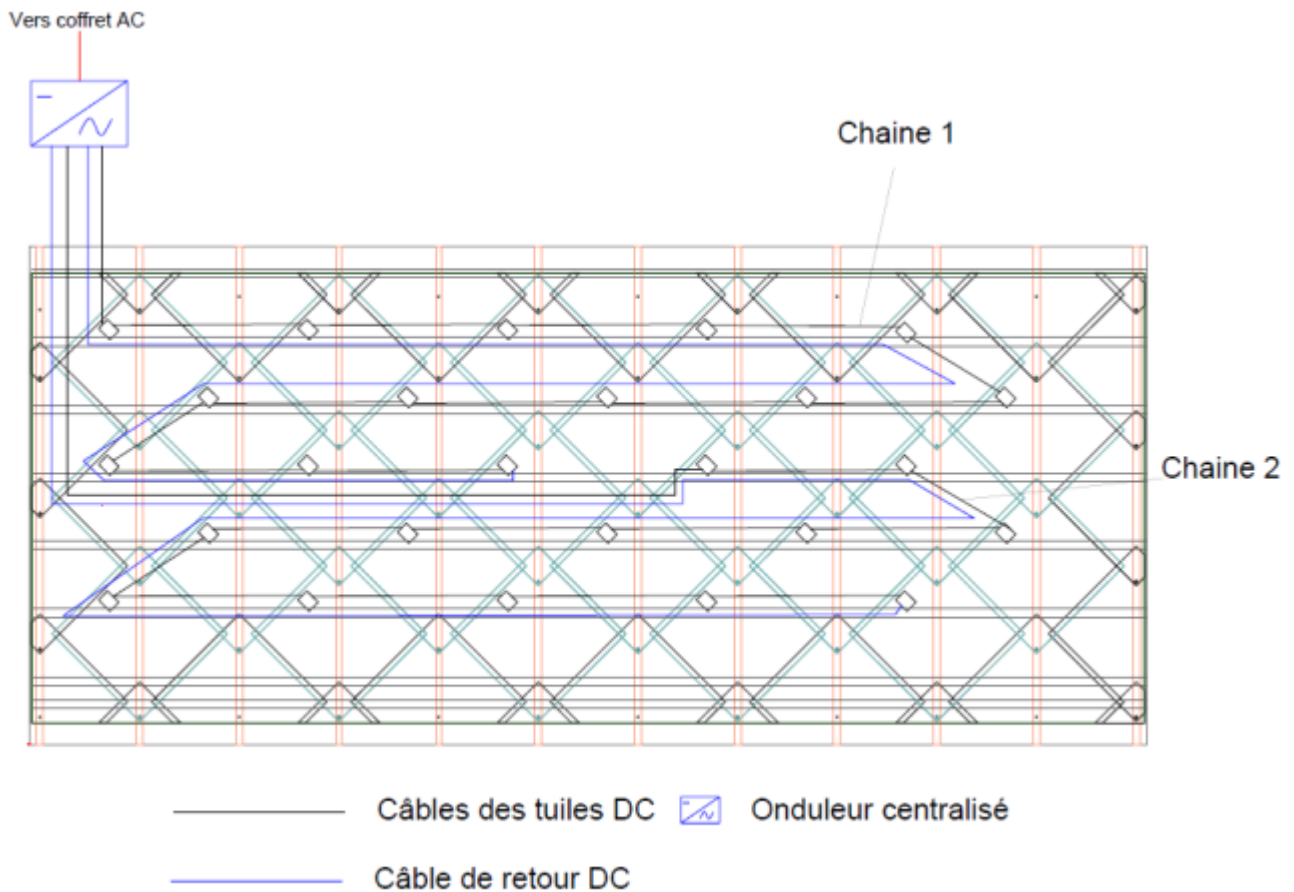 Vers coffret AC
Chaine 1
Chaine 2
Câbles des tuiles DC
Onduleur centralisé
Câble de retour DC